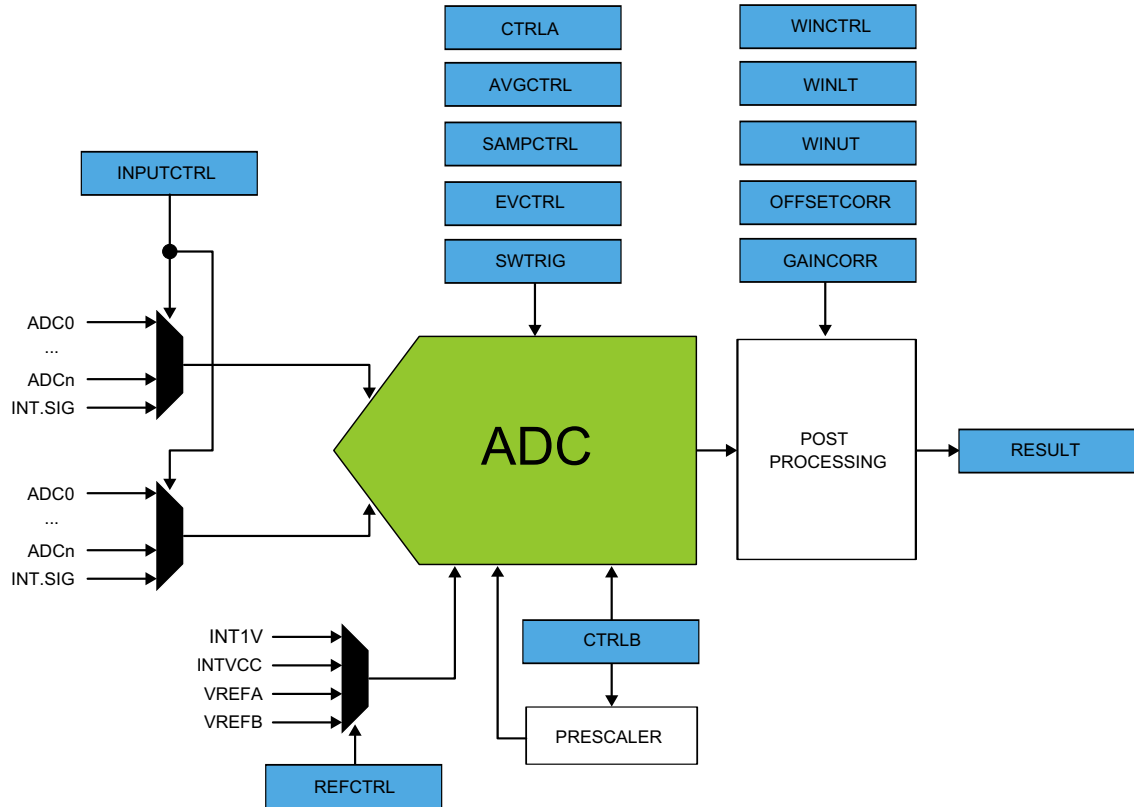 CTRLA
WINCTRL
AVGCTRL
WINLT
SAMPCTRL
WINUT
INPUTCTRL
EVCTRL
OFFSETCORR
SWTRIG
GAINCORR
ADC0
...
ADCn
INT.SIG
ADC
POST
PROCESSING
RESULT
ADC0
...
ADCn
INT.SIG
INT1V
INTVCC
VREFA
VREFB
CTRLB
PRESCALER
REFCTRL